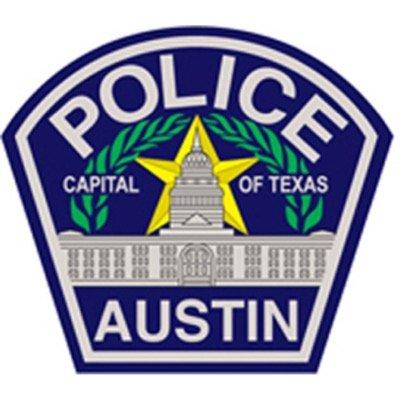 POLICE
CAPITAL OF TEXAS
AUSTIN